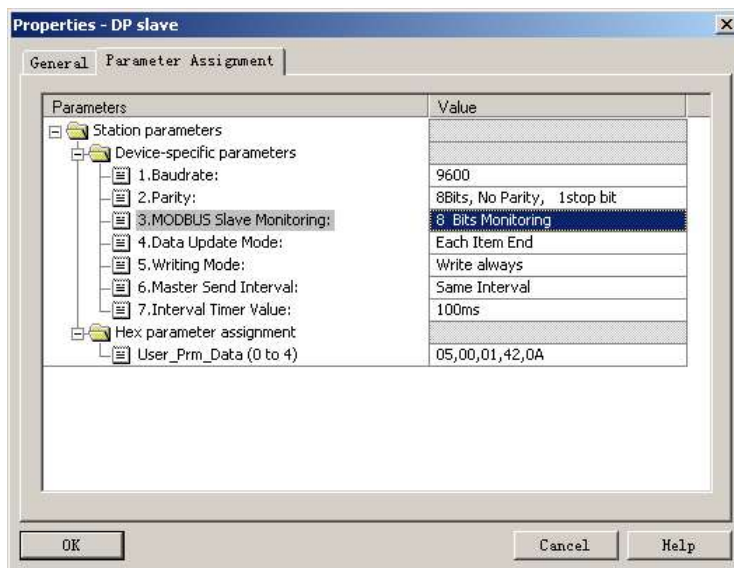 Properties - DP slave
General Parameter Assignment
Parameters Value
Station parameters
Device-specific parameters
1.Baudrate: 9600
2.Parity: 8Bits, No Parity, 1stop bit
3.MODBUS Slave Monitoring: 8 Bits Monitoring
4.Data Update Mode: Each Item End
5.Writing Mode: Write always
6.Master Send Interval: Same Interval
7.Interval Timer Value: 100ms
Hex parameter assignment
User_Prm_Data (0 to 4) 05,00,01,42,0A
OK Cancel Help